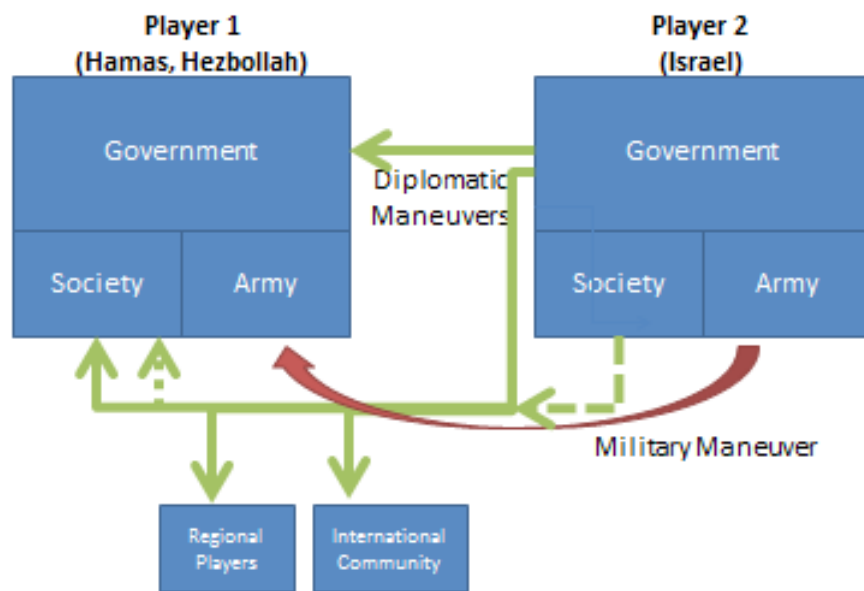 Player 1
(Hamas, Hezbollah)
Player 2
(Israel)
Government
Government
Diplomatic
Maneuvers
Society
Army
Society
Army
Military Maneuver
Regional
Players
International
Community